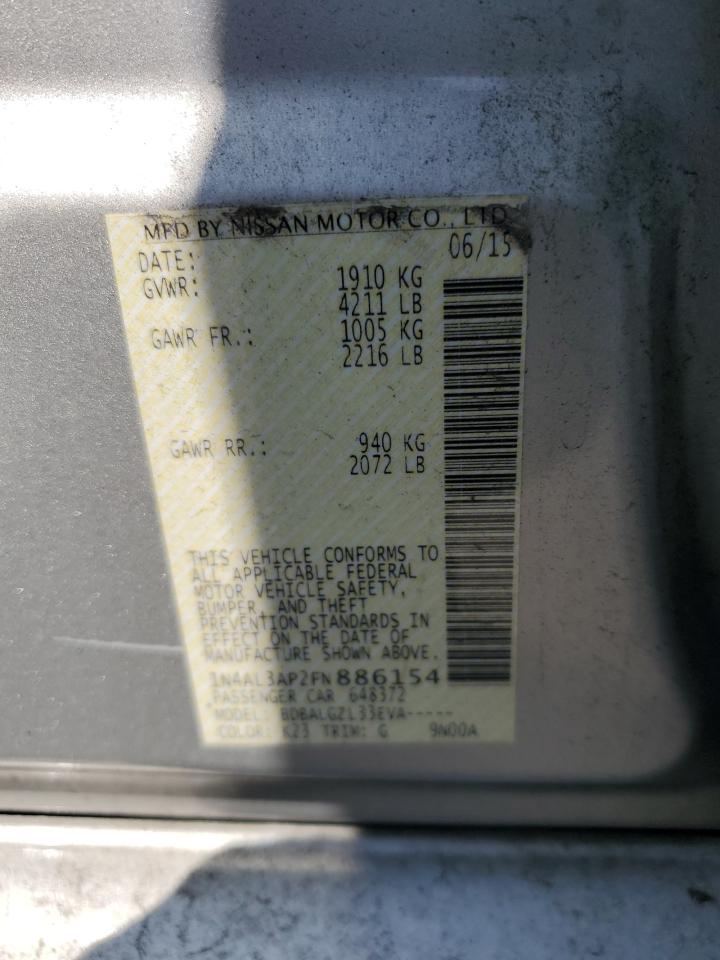 MFD BY NISSAN MOTOR CO., LTD.
DATE: 06/15
GVWR: 1910 KG
4211 LB
GAWR FR.: 1005 KG
2216 LB
GAWR RR.: 940 KG
2072 LB
THIS VEHICLE CONFORMS TO
ALL APPLICABLE FEDERAL
MOTOR VEHICLE SAFETY,
BUMPER, AND THEFT
PREVENTION STANDARDS IN
EFFECT ON THE DATE OF
MANUFACTURE SHOWN ABOVE.
1N4AL3AP2FN886154
PASSENGER CAR 648372
MODEL: BDBALGZL33EVA-----
COLOR: K23 TRIM: G 9N00A